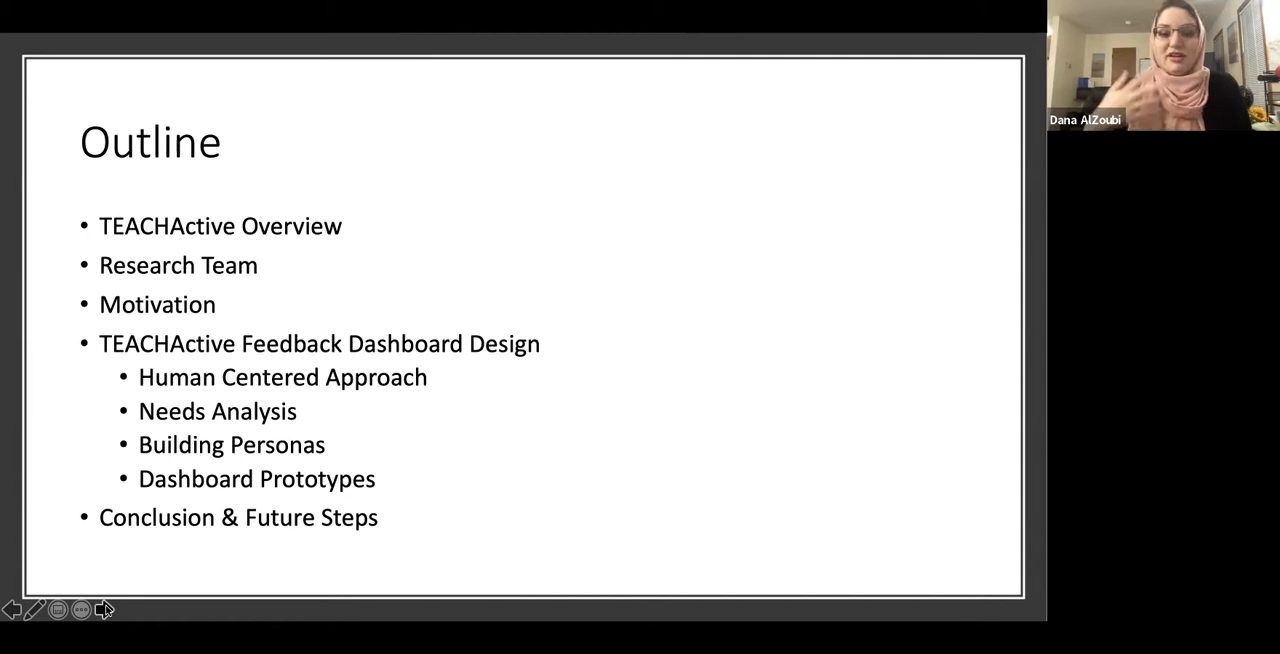 Outline
• TEACHActive Overview
• Research Team
• Motivation
• TEACHActive Feedback Dashboard Design
• Human Centered Approach
• Needs Analysis
• Building Personas
• Dashboard Prototypes
• Conclusion & Future Steps
Dana AlZoubi